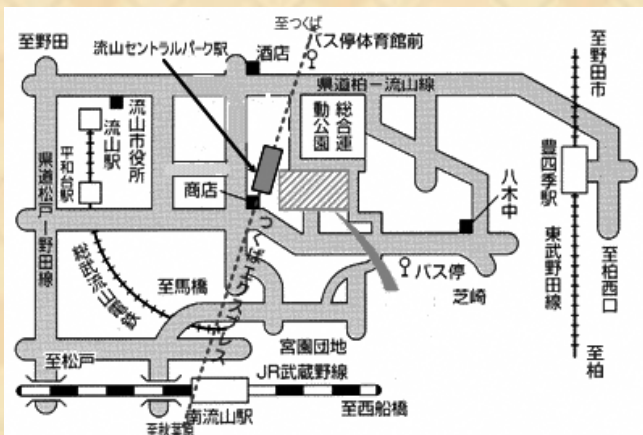 至つくば
至野田
流山セントラルパーク駅
酒店
バス停体育館前
至野田市
県道柏ー流山線
流山市役所
流山駅
平和台駅
総合運
動公園
県道松戸ー野田線
商店
八木中
豊四季駅
つくばエクスプレス
総武流山電鉄
至馬橋
バス停
芝崎
東武野田線
至柏西口
至松戸
宮園団地
JR武蔵野線
至柏
南流山駅
至西船橋
至秋葉原